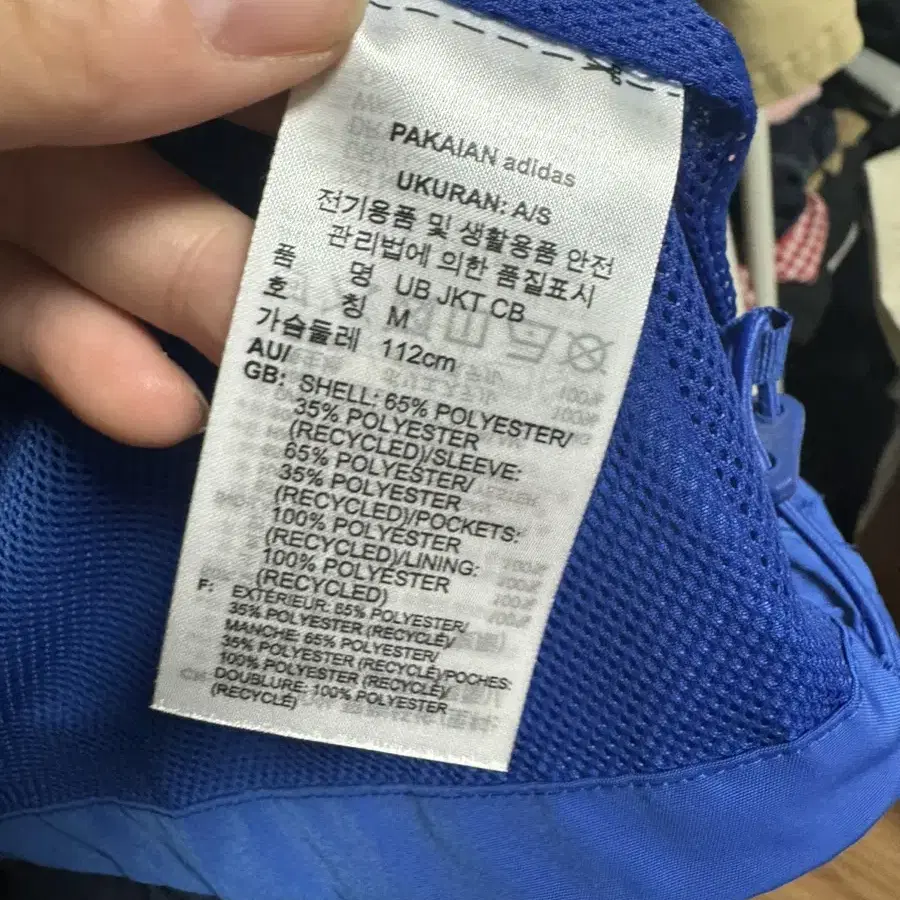 PAKAIAN adidas
UKURAN: A/S
전기용품 및 생활용품 안전
관리법에 의한 품질표시
품 명 UB JKT CB
호 칭 M
가슴둘레 112cm
AU/
GB: SHELL: 65% POLYESTER/
35% POLYESTER
(RECYCLED)/SLEEVE:
65% POLYESTER/
35% POLYESTER
(RECYCLED)/POCKETS:
100% POLYESTER
(RECYCLED)/LINING:
100% POLYESTER
(RECYCLED)
F: EXTÉRIEUR: 65% POLYESTER/
35% POLYESTER (RECYCLÉ)/
MANCHE: 65% POLYESTER/
35% POLYESTER (RECYCLÉ)/POCHES:
100% POLYESTER (RECYCLÉ)/
DOUBLURE: 100% POLYESTER
(RECYCLÉ)